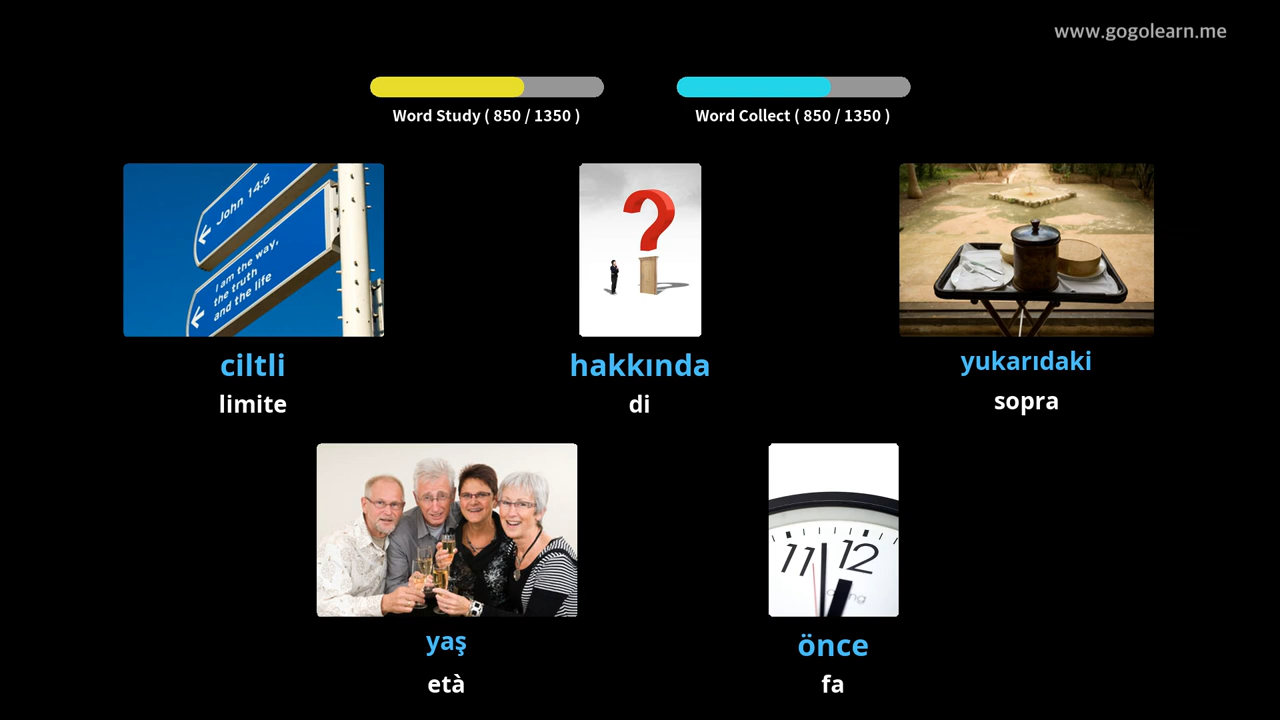 www.gogolearn.me
Word Study ( 850 / 1350 )
Word Collect ( 850 / 1350 )
John 14:6
I am the way,
the truth
and the life
ciltli
limite
hakkında
di
yukarıdaki
sopra
11 12
yaş
età
önce
fa